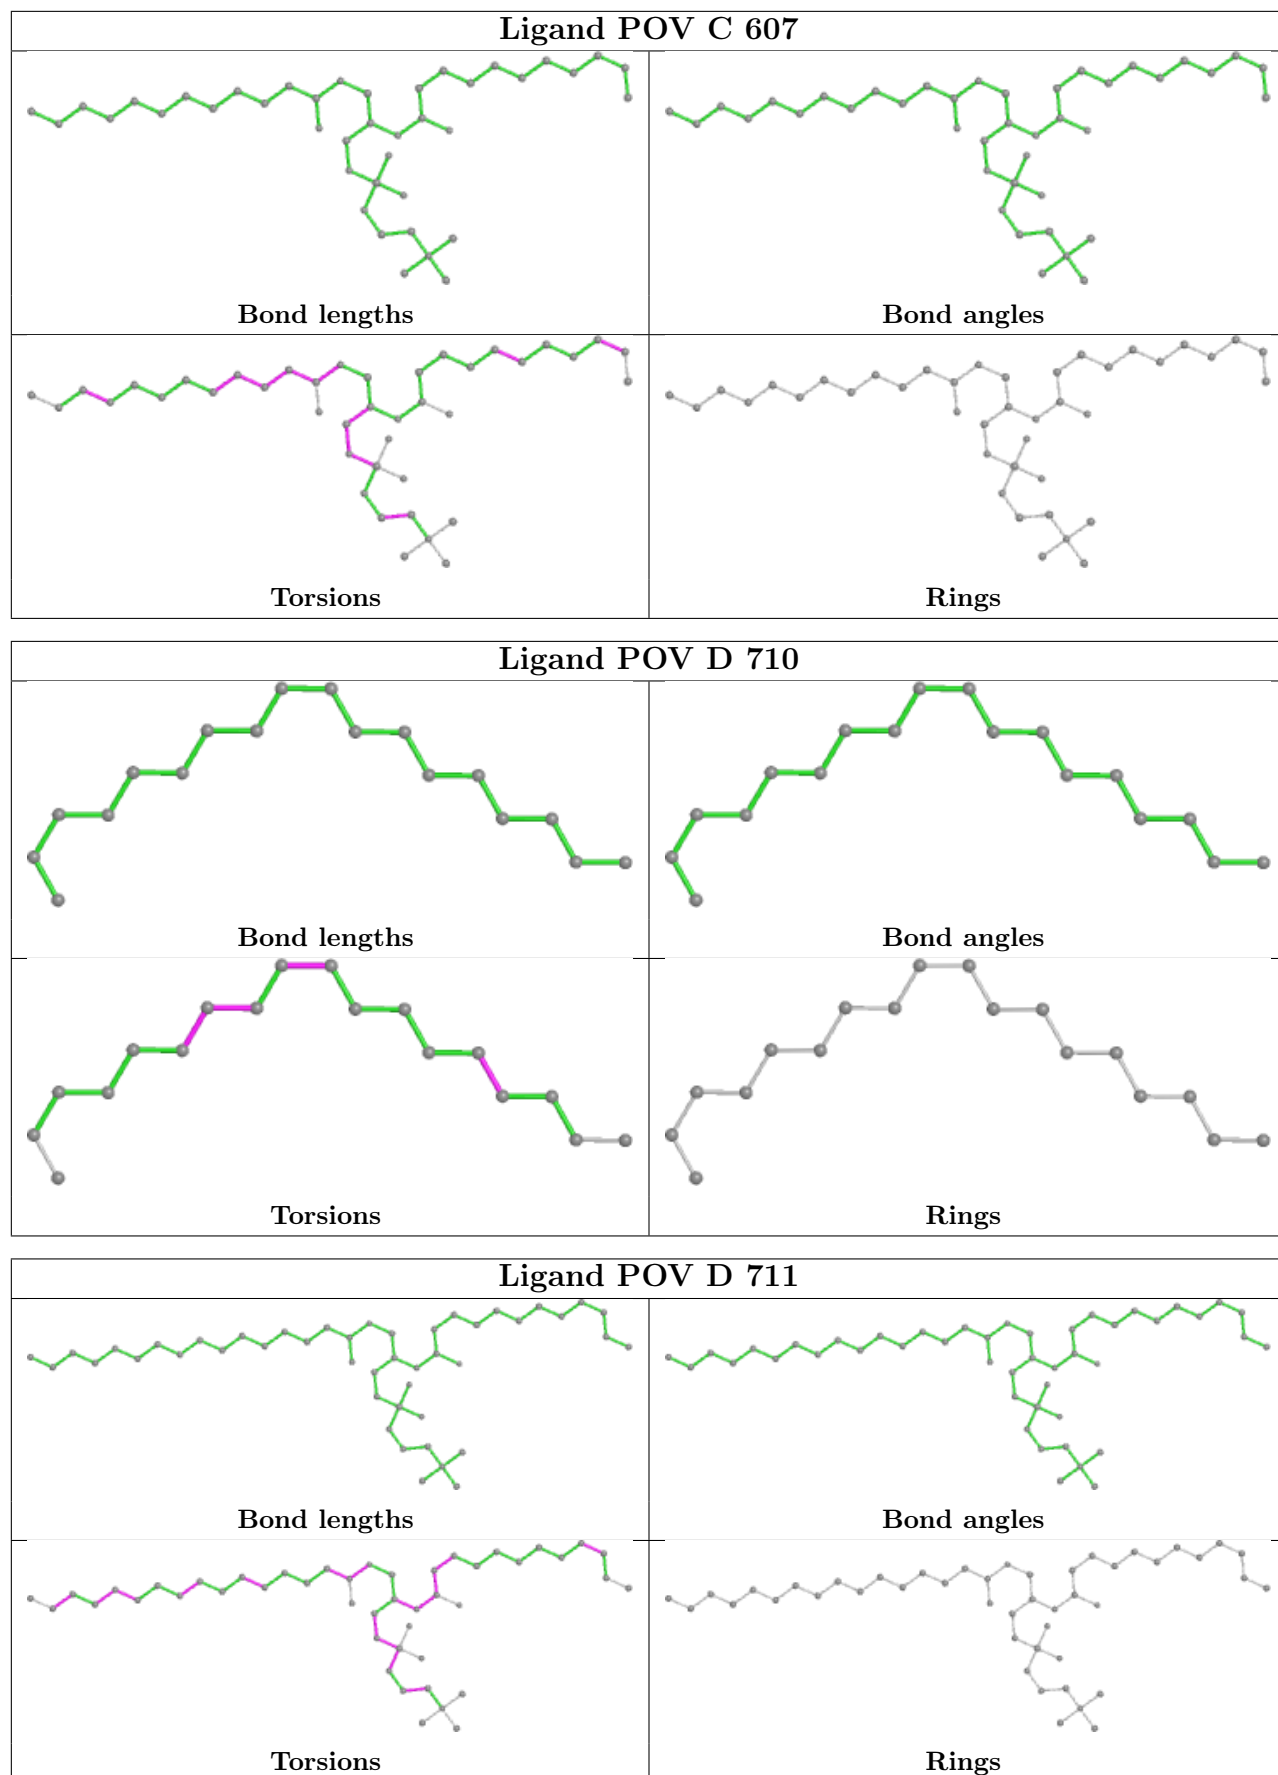 Ligand POV C 607
Bond lengths
Bond angles
Torsions
Rings
Ligand POV D 710
Bond lengths
Bond angles
Torsions
Rings
Ligand POV D 711
Bond lengths
Bond angles
Torsions
Rings